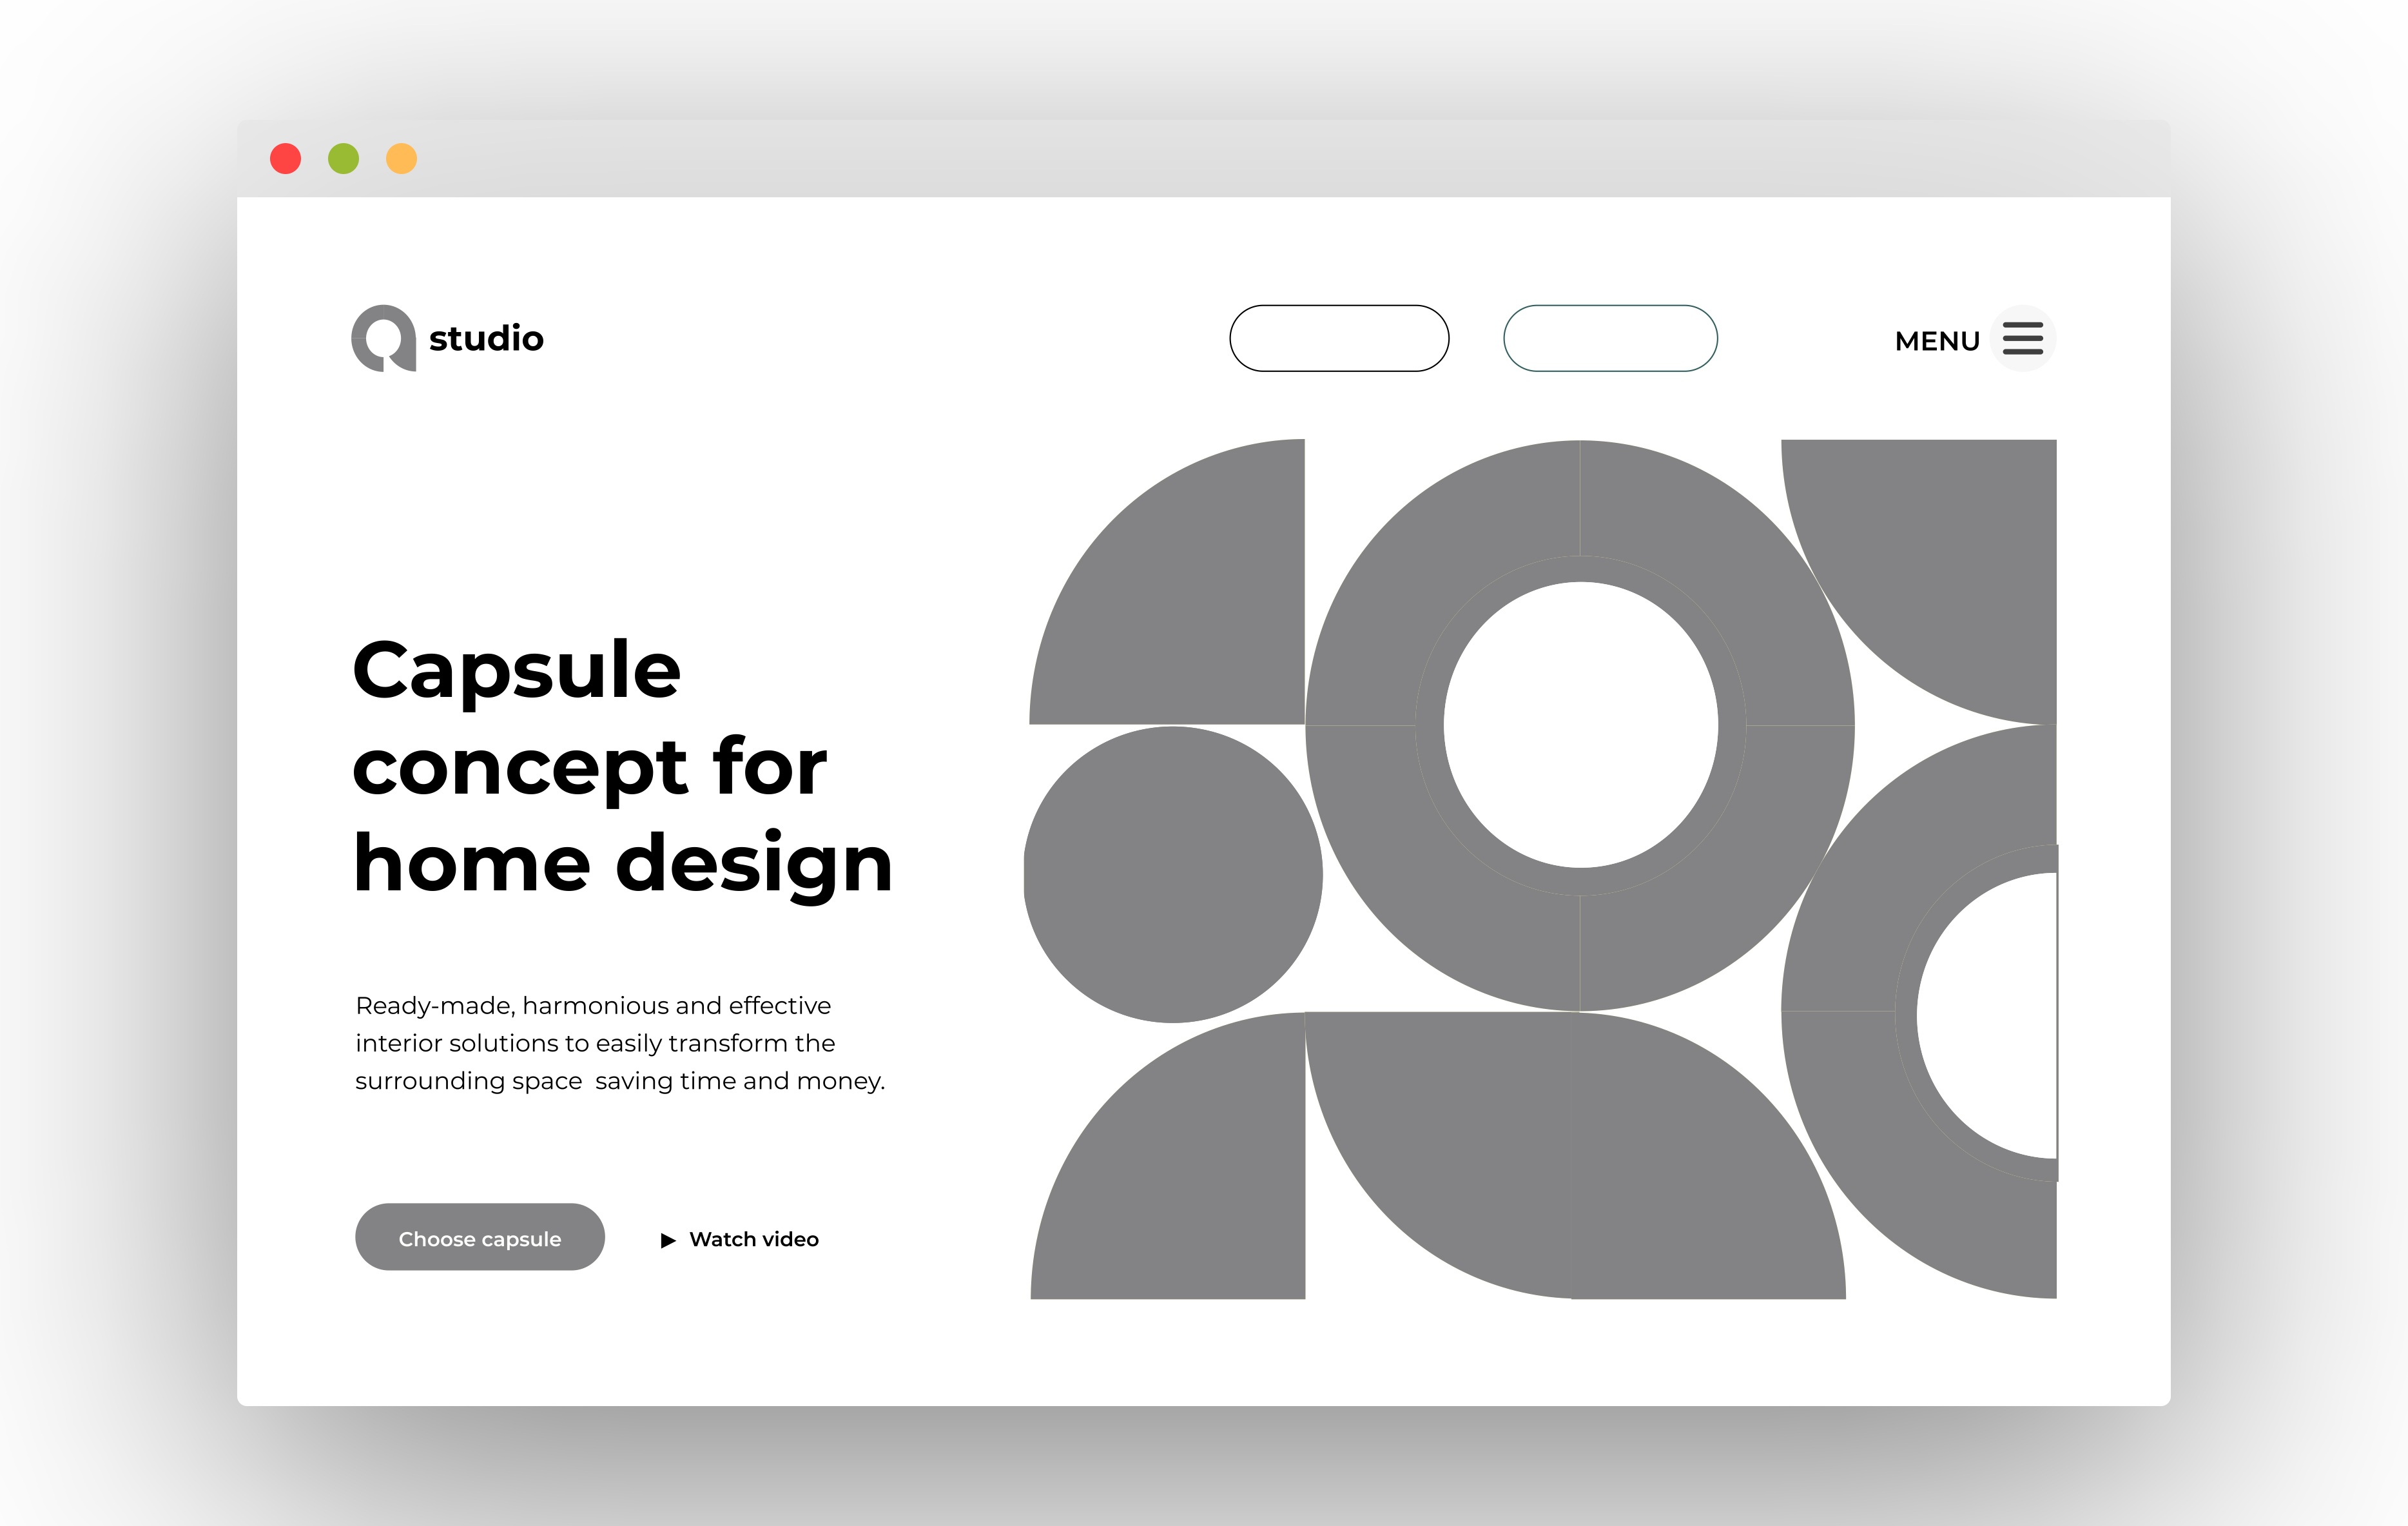 studio
MENU
Capsule
concept for
home design
Ready-made, harmonious and effective
interior solutions to easily transform the
surrounding space  saving time and money.
Choose capsule
Watch video